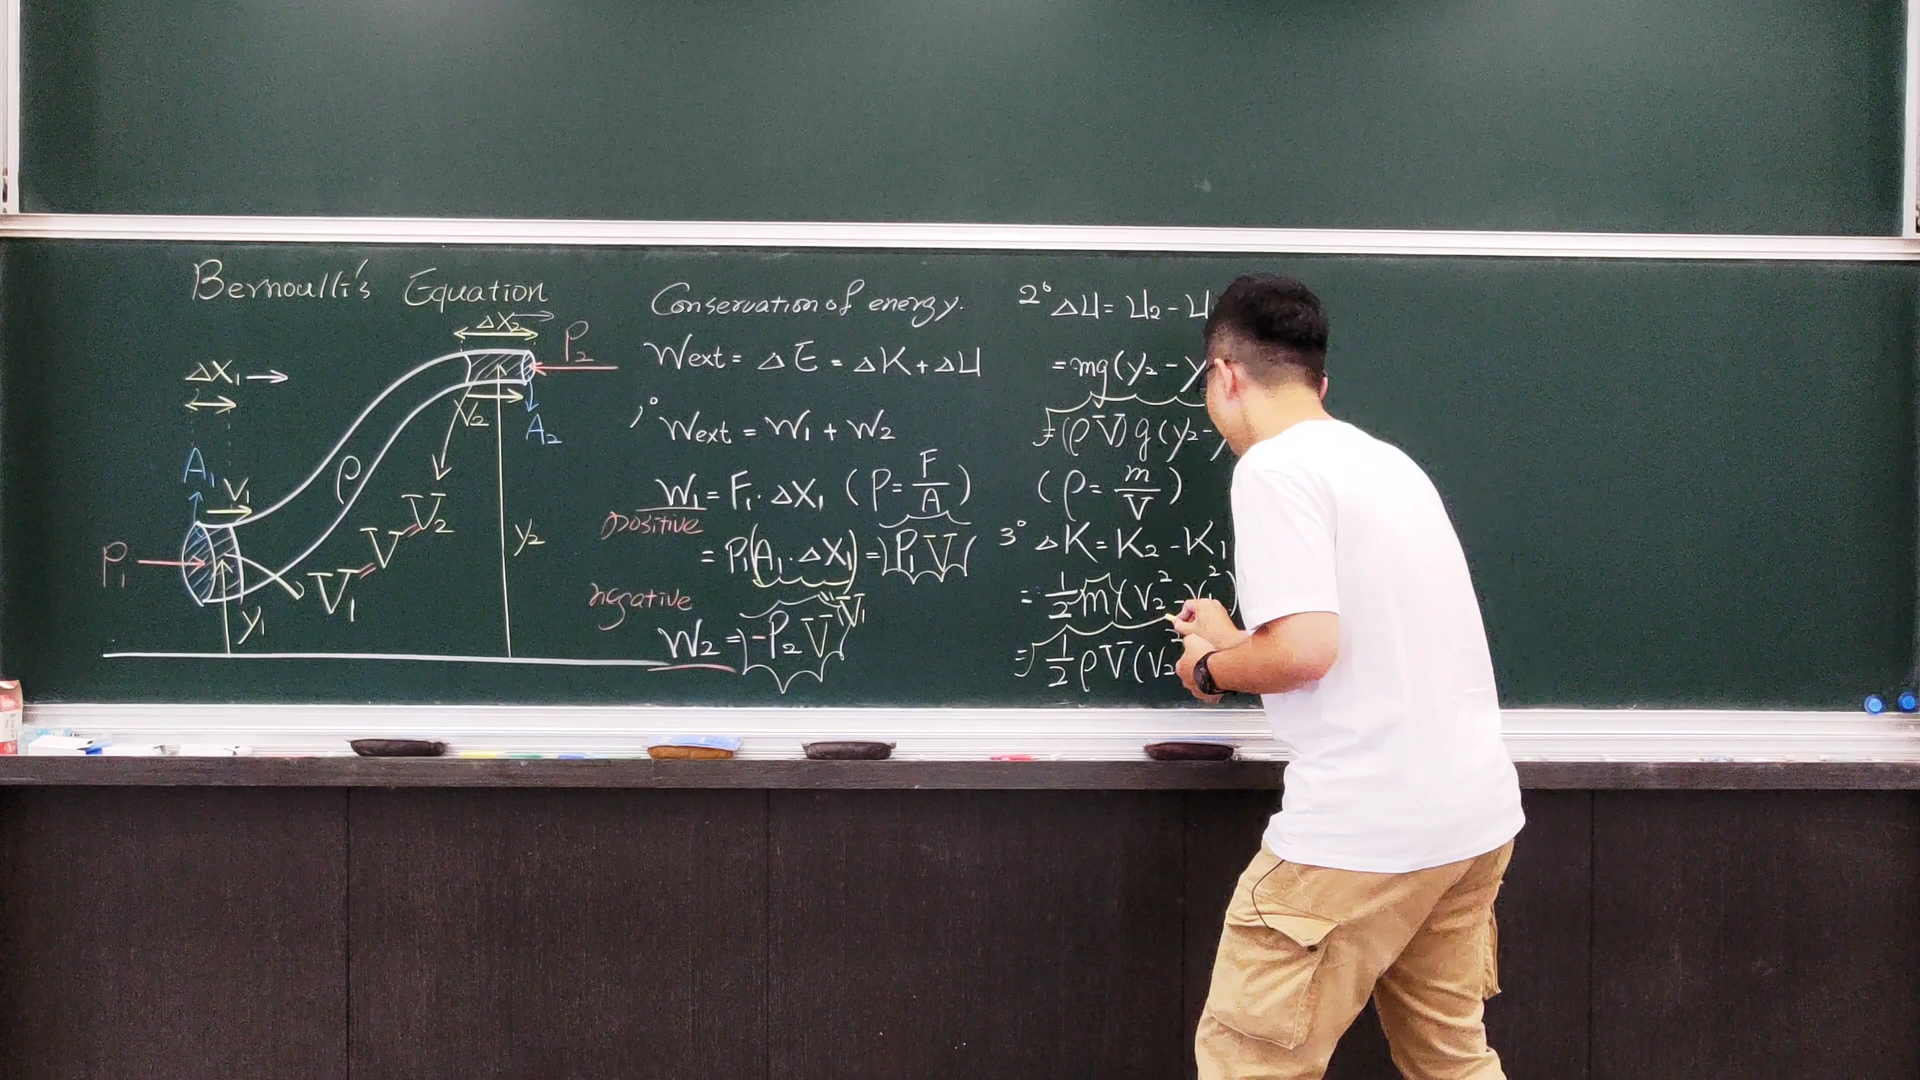 Bernoulli's Equation
ΔX₂
P₂
ΔX₁
V₂
A₂
A₁
V₁
ρ
V₂
V
V₁
y₂
P₁
y₁
Conservation of energy.
Wext = ΔE = ΔK + ΔU
1° Wext = W₁ + W₂
W₁ = F₁ · ΔX₁ (P = F/A)
positive
= P₁(A₁ · ΔX₁) = P₁V
V₁
negative
W₂ = -P₂V
2° ΔU = U₂ - U
= mg(y₂ - y
= (ρV)g(y₂ - y
(ρ = m/V)
3° ΔK = K₂ - K₁
= 1/2 m(V₂² - V₁²)
= 1/2 ρV(V₂²